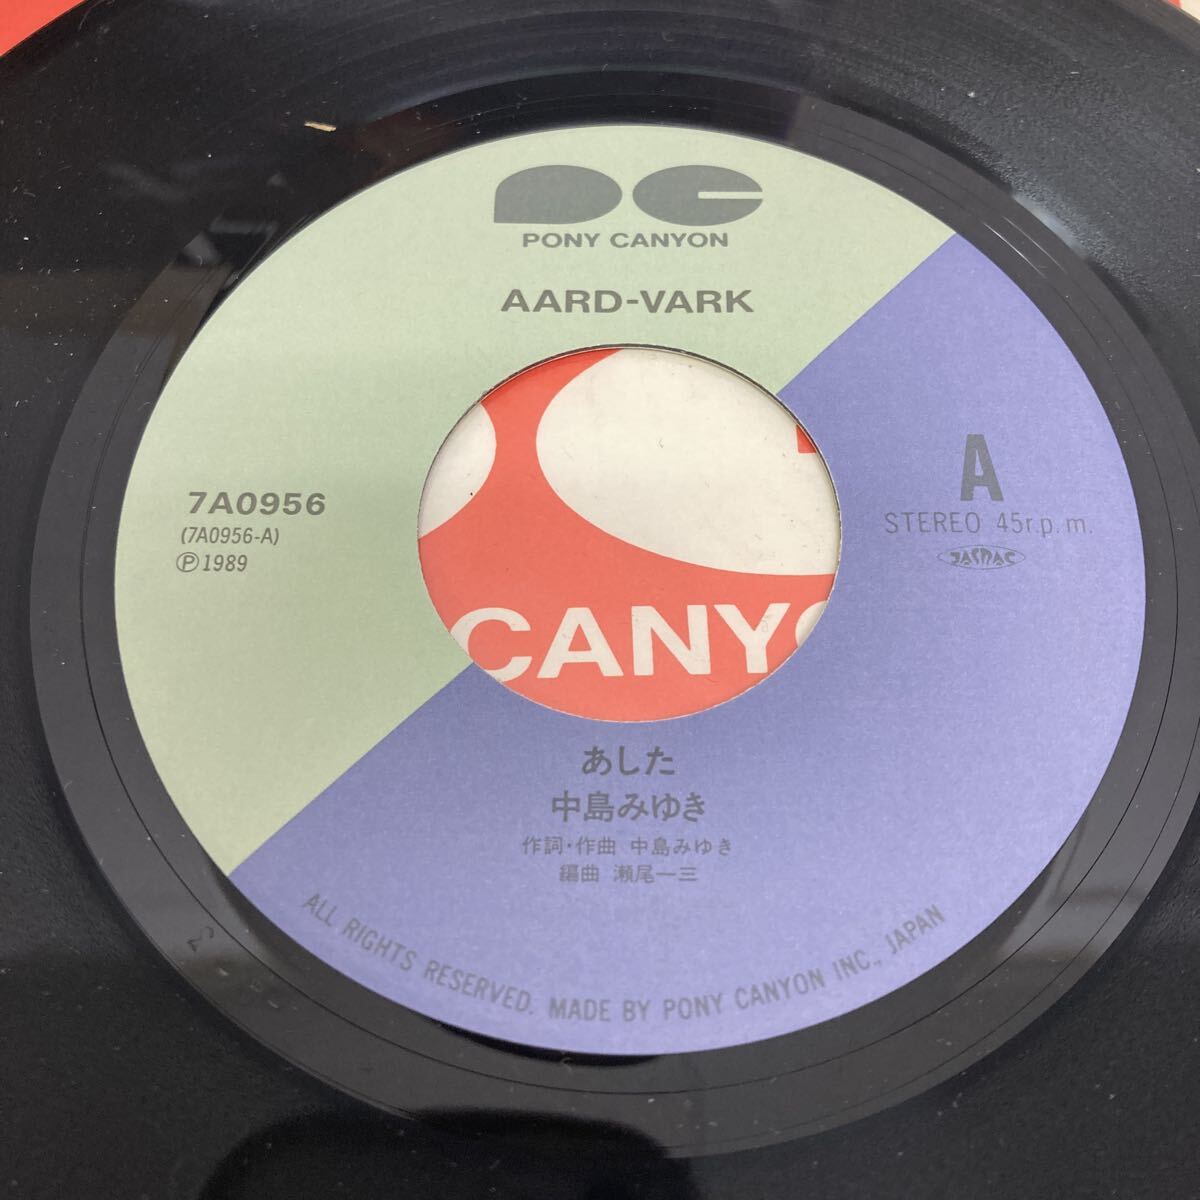 PC
PONY CANYON
AARD-VARK
7A0956
(7A0956-A)
Ⓟ1989
A
STEREO 45r.p.m.
JASRAC
CANYO
あした
中島みゆき
作詞・作曲 中島みゆき
編曲 瀬尾一三
ALL RIGHTS RESERVED. MADE BY PONY CANYON INC., JAPAN